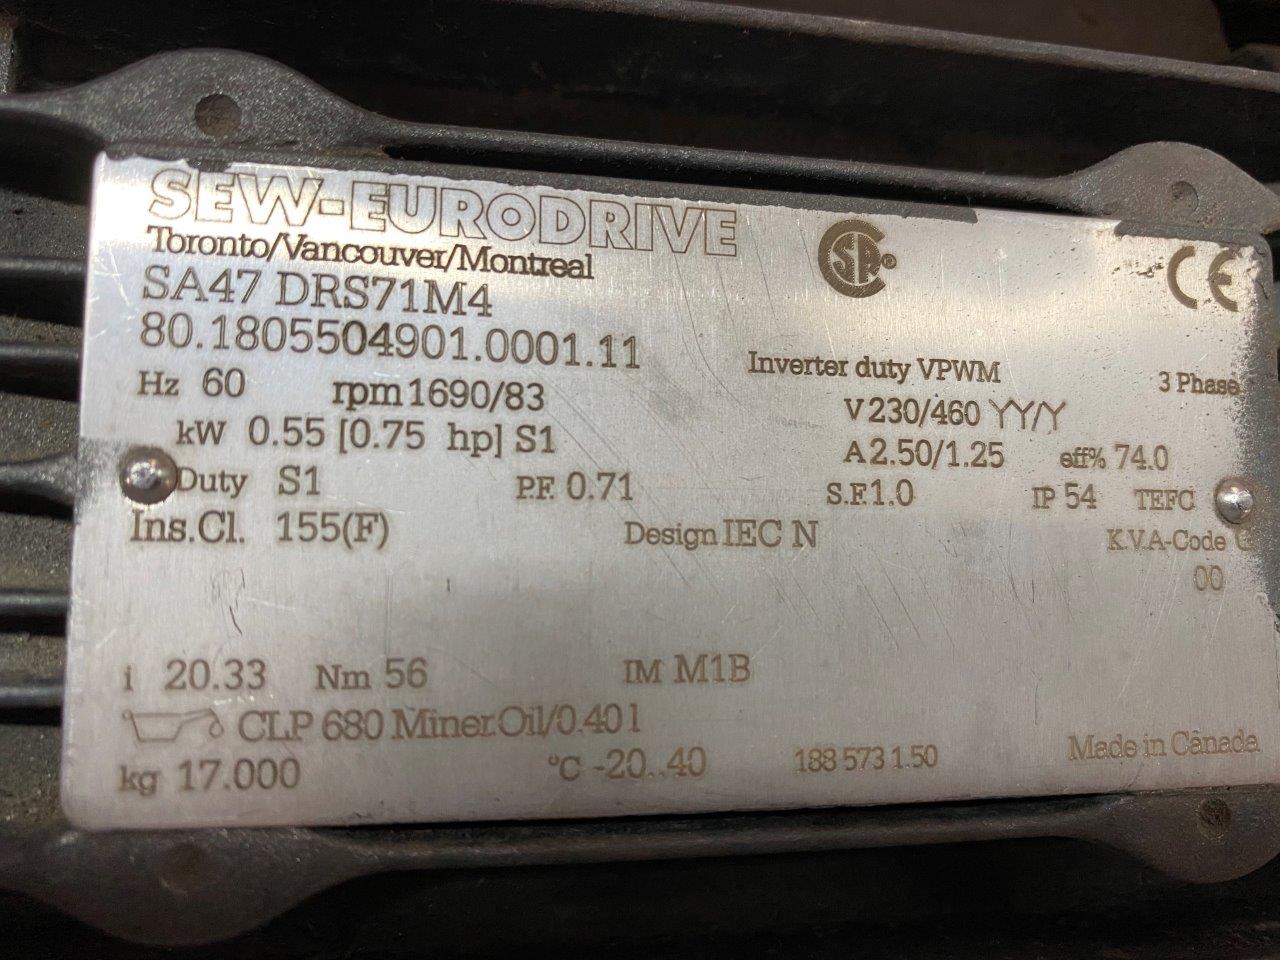 SEW-EURODRIVE
Toronto/Vancouver/Montreal
SA47 DRS71M4
80.1805504901.0001.11
Inverter duty VPWM 3 Phase
Hz 60 rpm 1690/83 V 230/460 YY/Y
kW 0.55 [0.75 hp] S1 A 2.50/1.25 eff% 74.0
Duty S1 P.F. 0.71 S.F. 1.0 IP 54 TEFC
Ins.Cl. 155(F) Design IEC N K.V.A-Code
00
i 20.33 Nm 56 IM M1B
CLP 680 Miner.Oil/0.40 l
kg 17.000 °C -20..40 188 573 1.50 Made in Canada
CSA ®
CE